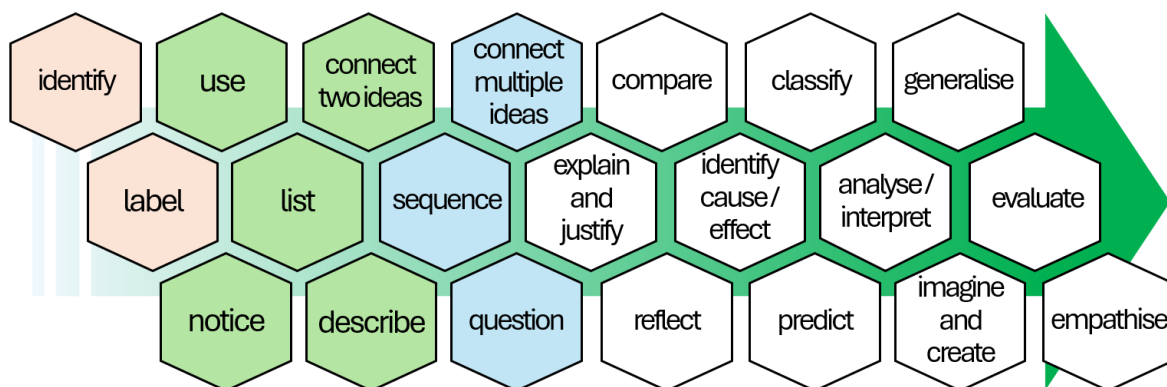 identify
use
connect
two ideas
connect
multiple
ideas
compare
classify
generalise
label
list
sequence
explain
and
justify
identify
cause /
effect
analyse /
interpret
evaluate
notice
describe
question
reflect
predict
imagine
and
create
empathise